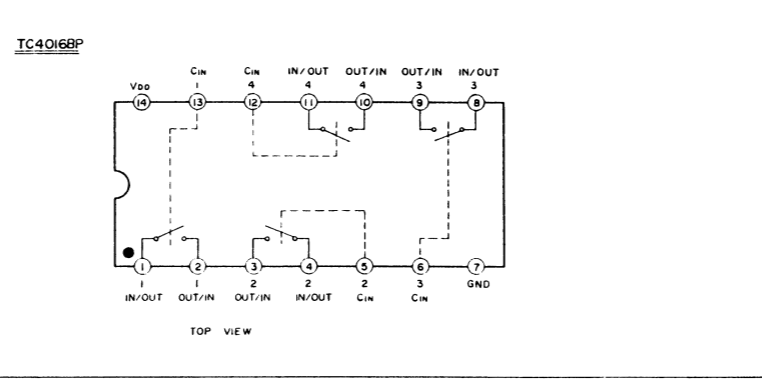 TC4016BP
CIN CIN IN/OUT OUT/IN OUT/IN IN/OUT
VDD 1 4 4 4 3 3
14 13 12 11 10 9 8
1 2 3 4 5 6 7
1 1 2 2 2 3 GND
IN/OUT OUT/IN OUT/IN IN/OUT CIN CIN
TOP VIEW